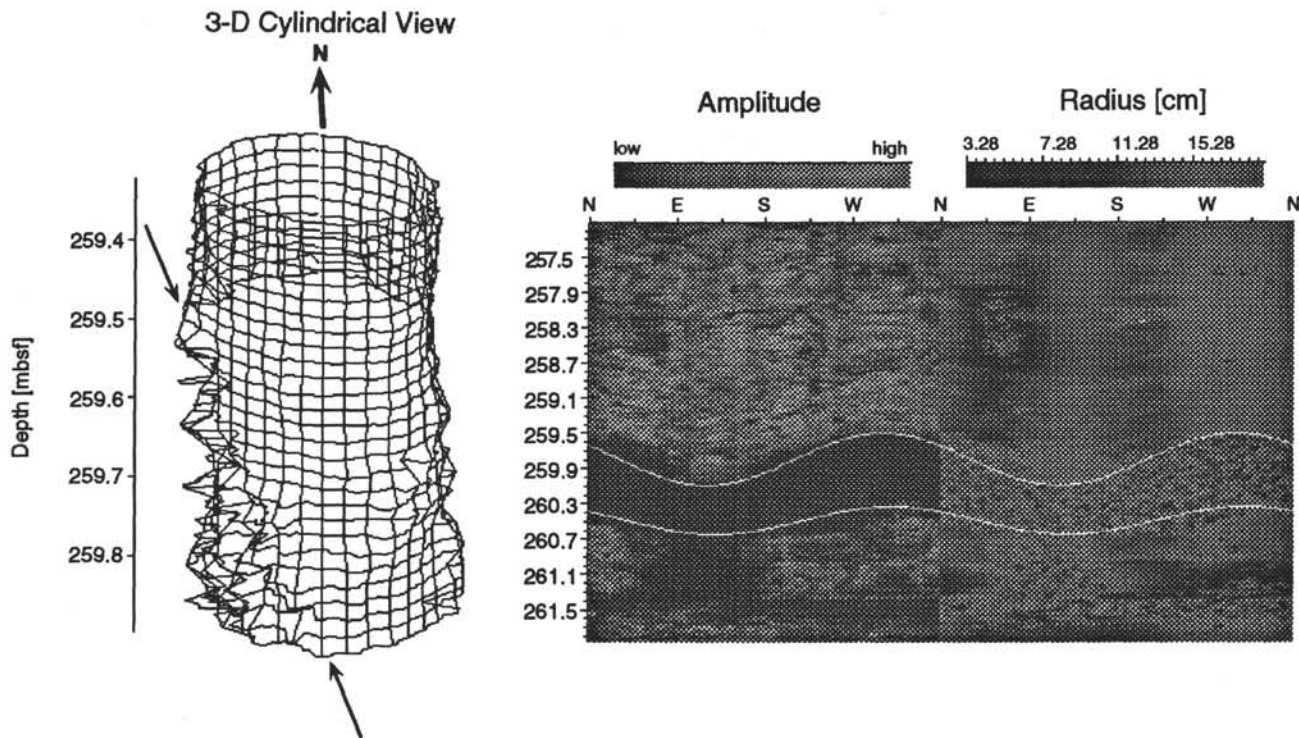 3-D Cylindrical View
N
Depth [mbsf]
259.4
259.5
259.6
259.7
259.8
Amplitude
low high
Radius [cm]
3.28 7.28 11.28 15.28
N E S W N E S W N
257.5
257.9
258.3
258.7
259.1
259.5
259.9
260.3
260.7
261.1
261.5